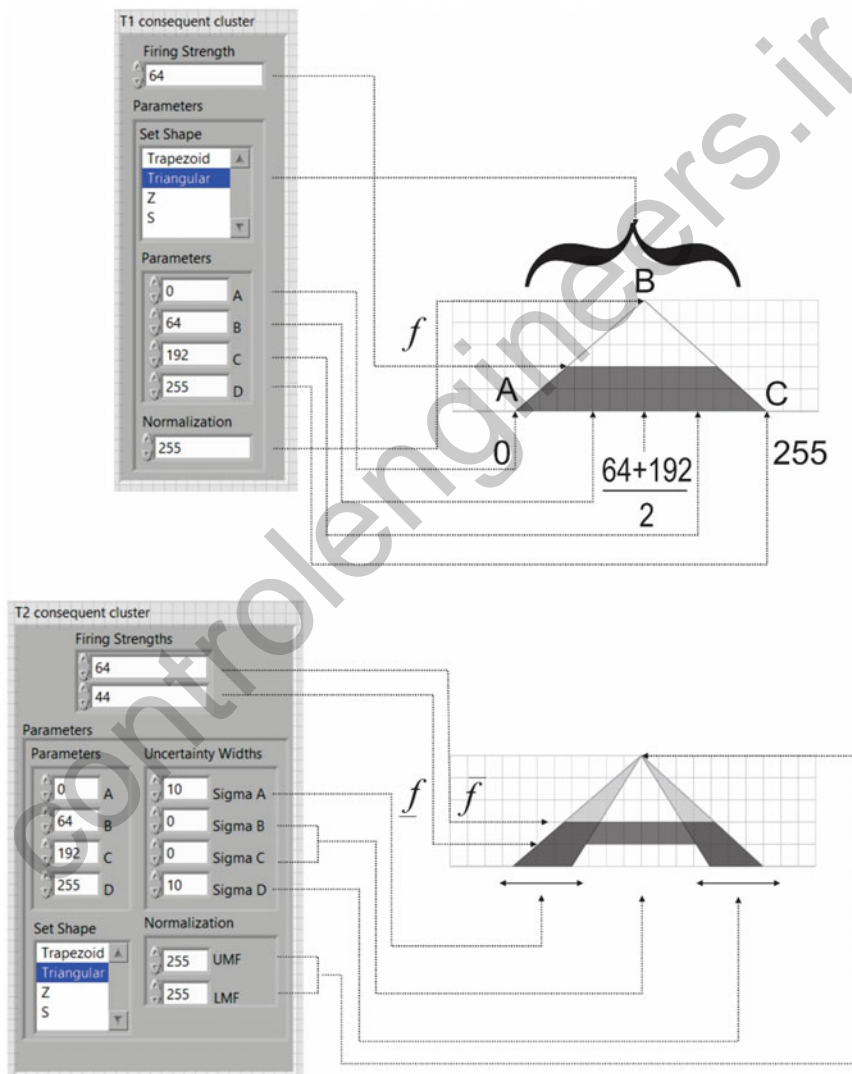 T1 consequent cluster
Firing Strength
64
Parameters
Set Shape
Trapezoid
Triangular
Z
S
Parameters
0 A
64 B
192 C
255 D
Normalization
255
B
f
A
C
0
64+192
2
255
T2 consequent cluster
Firing Strengths
64
44
Parameters
Parameters
0 A
64 B
192 C
255 D
Uncertainty Widths
10 Sigma A
0 Sigma B
0 Sigma C
10 Sigma D
Set Shape
Trapezoid
Triangular
Z
S
Normalization
255 UMF
255 LMF
f
f
controlengineers.ir